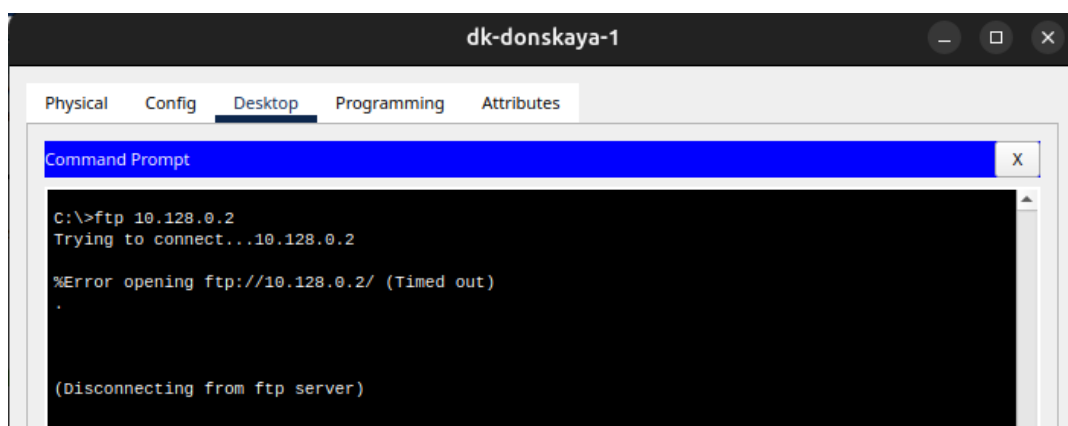 dk-donskaya-1
Physical Config Desktop Programming Attributes
Command Prompt X
C:\>ftp 10.128.0.2
Trying to connect...10.128.0.2
%Error opening ftp://10.128.0.2/ (Timed out)
.
(Disconnecting from ftp server)